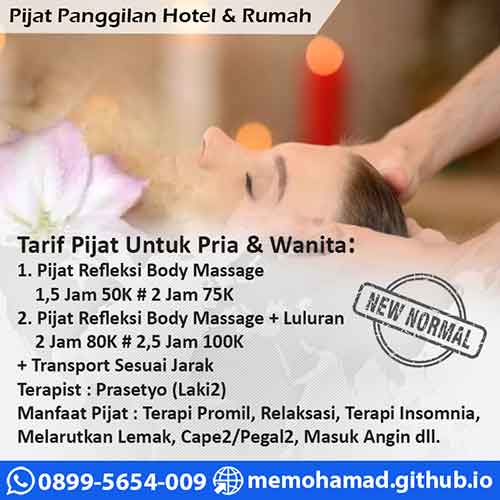 Pijat Panggilan Hotel & Rumah
Tarif Pijat Untuk Pria & Wanita:
1. Pijat Refleksi Body Massage
1,5 Jam 50K # 2 Jam 75K
2. Pijat Refleksi Body Massage + Luluran
2 Jam 80K # 2,5 Jam 100K
+ Transport Sesuai Jarak
Terapist : Prasetyo (Laki2)
Manfaat Pijat : Terapi Promil, Relaksasi, Terapi Insomnia,
Melarutkan Lemak, Cape2/Pegal2, Masuk Angin dll.
NEW NORMAL
0899-5654-009 memohamad.github.io